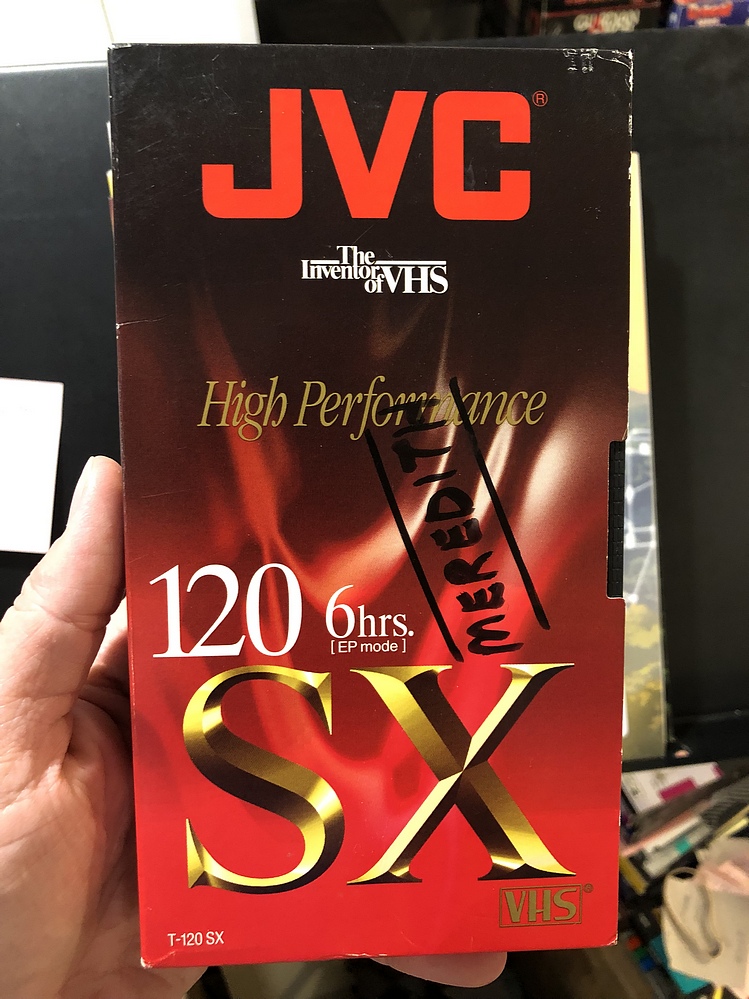 JVC®
The
Inventor
of VHS
High Performance
MEREDITH
120 6hrs.
[EP mode]
SX
VHS®
T-120 SX